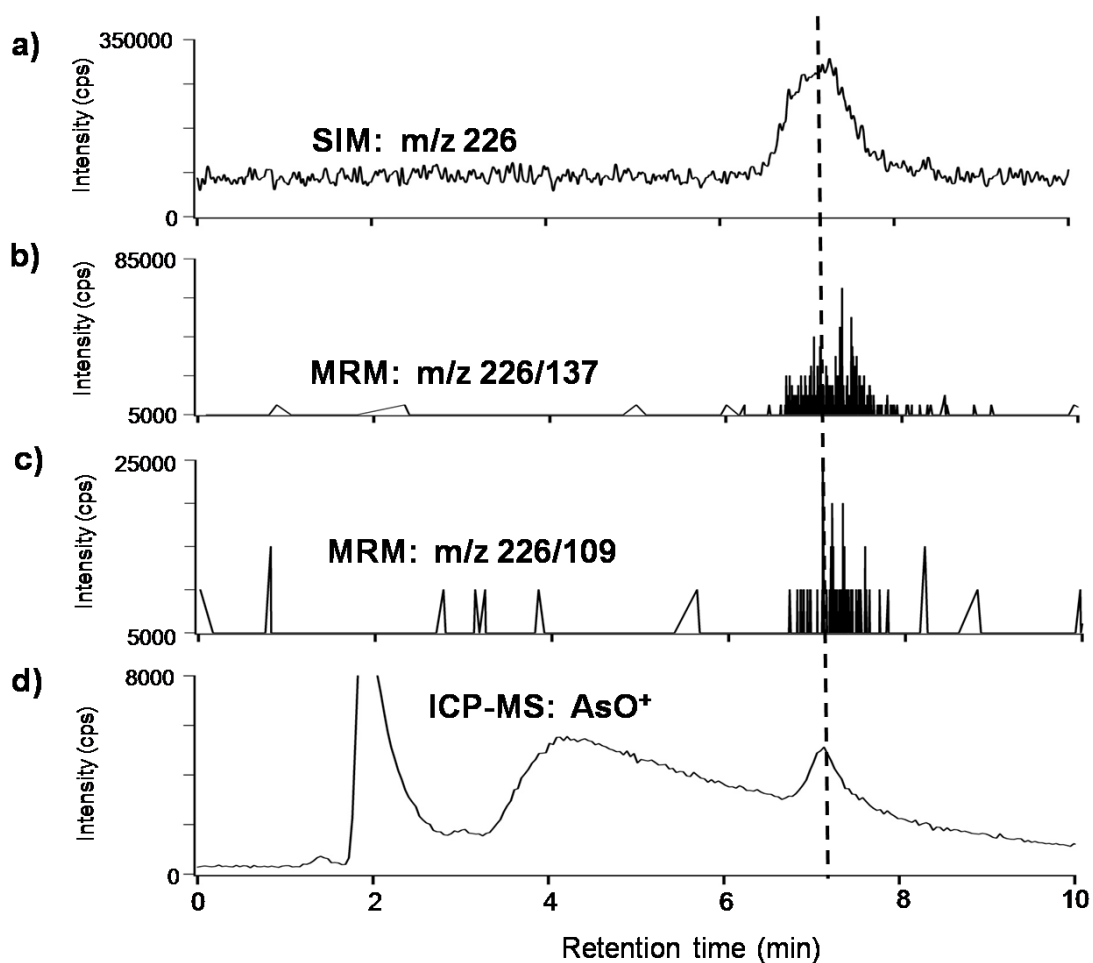 a)
350000
Intensity (cps)
SIM: m/z 226
0
b)
85000
Intensity (cps)
MRM: m/z 226/137
5000
c)
25000
Intensity (cps)
MRM: m/z 226/109
5000
d)
8000
Intensity (cps)
ICP-MS: AsO⁺
0
0 2 4 6 8 10
Retention time (min)